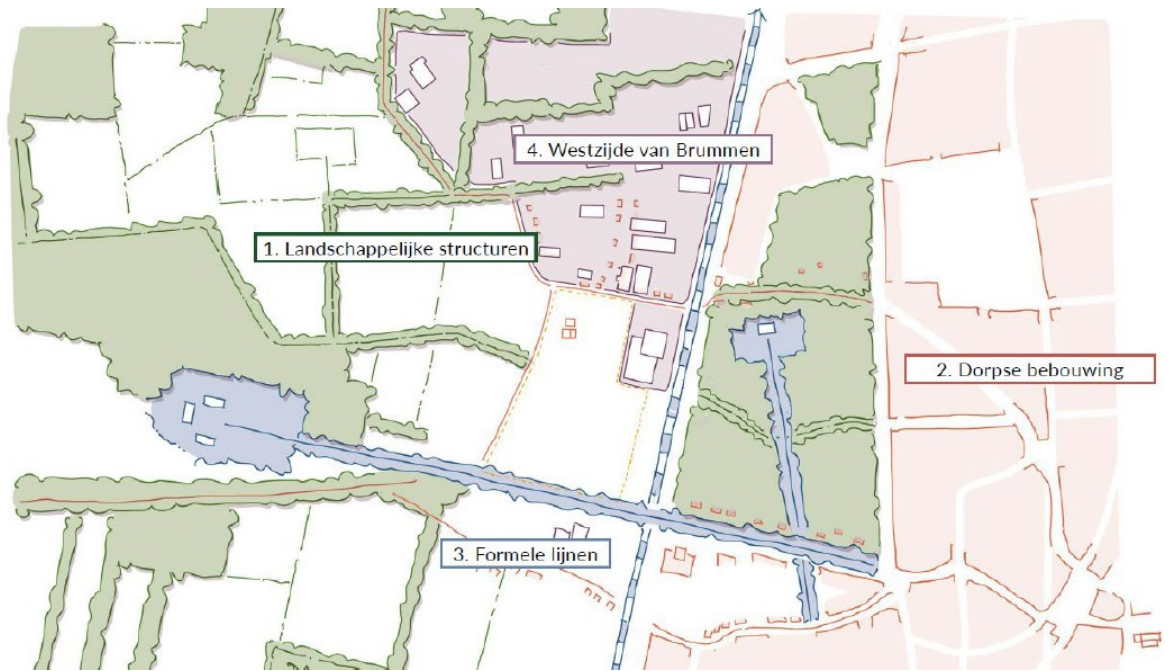 4. Westzijde van Brummen
1. Landschappelijke structuren
2. Dorpse bebouwing
3. Formele lijnen